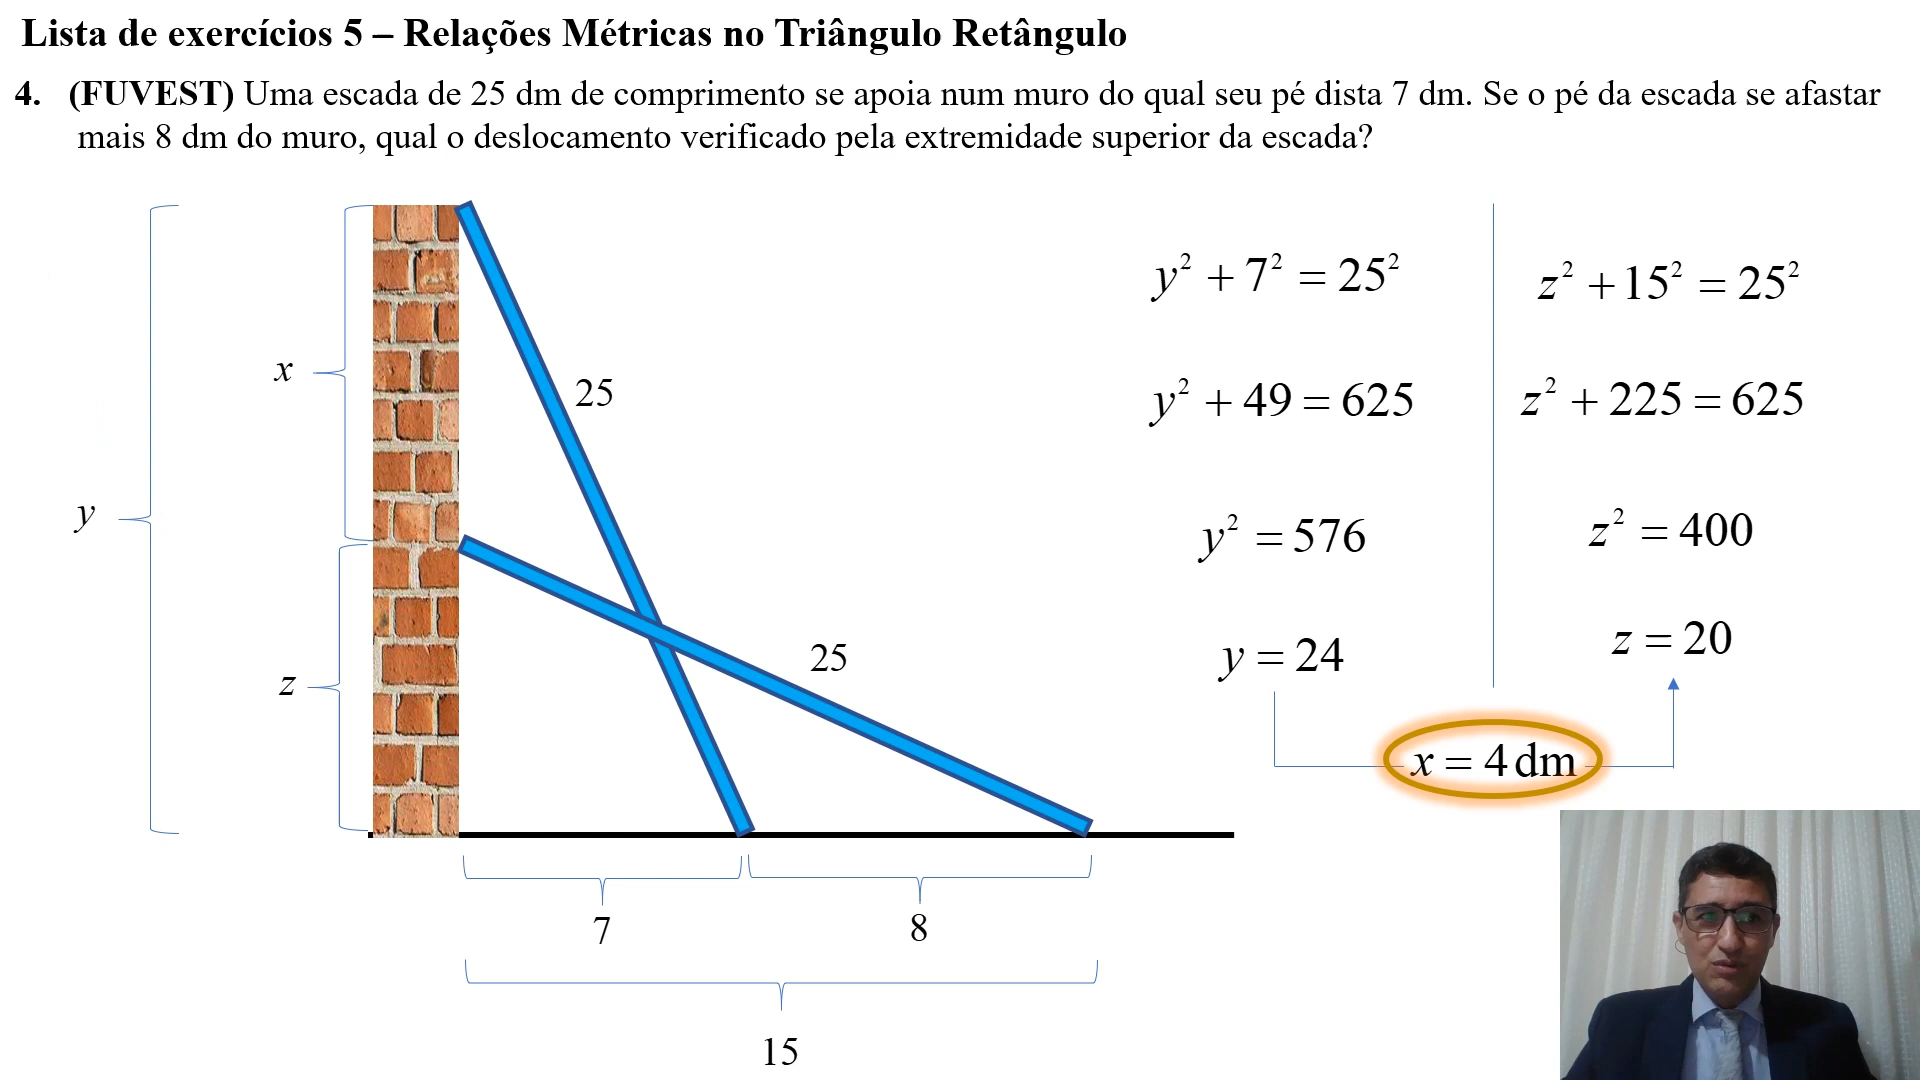 Lista de exercícios 5 – Relações Métricas no Triângulo Retângulo
4. (FUVEST) Uma escada de 25 dm de comprimento se apoia num muro do qual seu pé dista 7 dm. Se o pé da escada se afastar
mais 8 dm do muro, qual o deslocamento verificado pela extremidade superior da escada?
y
x
z
25
25
7
8
15
y² + 7² = 25²
y² + 49 = 625
y² = 576
y = 24
z² + 15² = 25²
z² + 225 = 625
z² = 400
z = 20
x = 4 dm